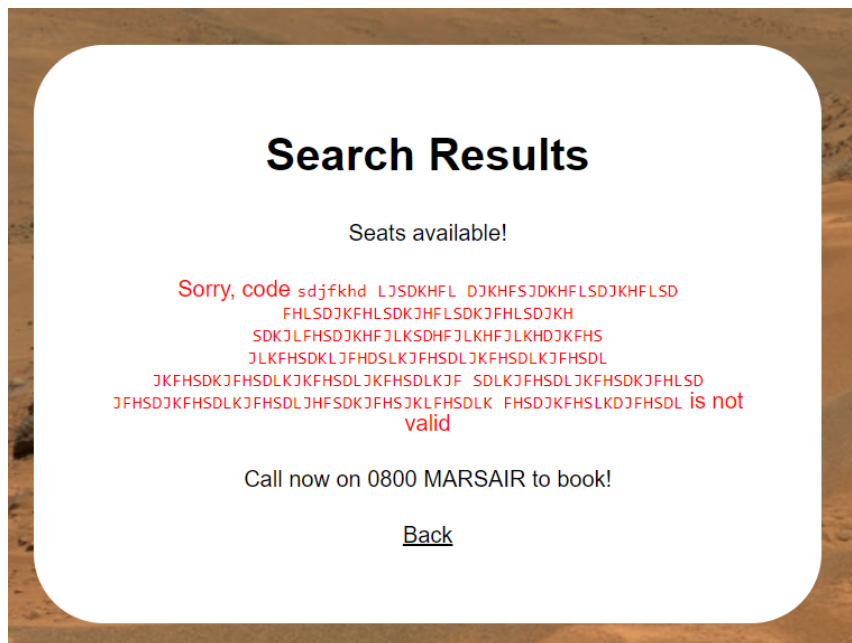 Search Results
Seats available!
Sorry, code sdjfkhd LJSDKHFL DJKHFSJDKHFLSDJKHFLSD
FHLSDJKFHLSDKJHFLSDKJFHLSDJKH
SDKJLFHSDJKHFJLKSDHFJLKHFJLKHDJKFHS
JLKFHSDKLJFHDSLKJFHSDLJKFHSDLKJFHSDL
JKFHSDKJFHSDLKJKFHSDLJKFHSDLKJF SDLKJFHSDLJKFHSDKJFHLSD
JFHSDJKFHSDLKJFHSDLJHFSDKJFHSJKLFHSDLK FHSDJKFHSLKDJFHSDL is not
valid
Call now on 0800 MARSAIR to book!
Back